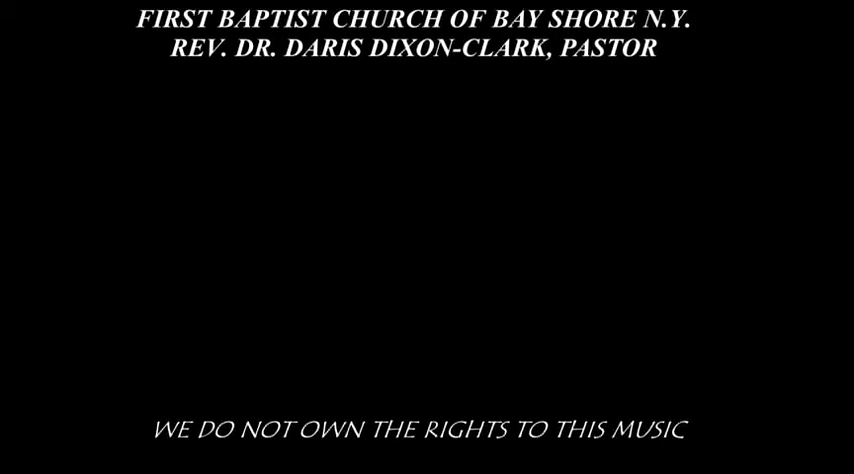 FIRST BAPTIST CHURCH OF BAY SHORE N.Y.
REV. DR. DARIS DIXON-CLARK, PASTOR
WE DO NOT OWN THE RIGHTS TO THIS MUSIC